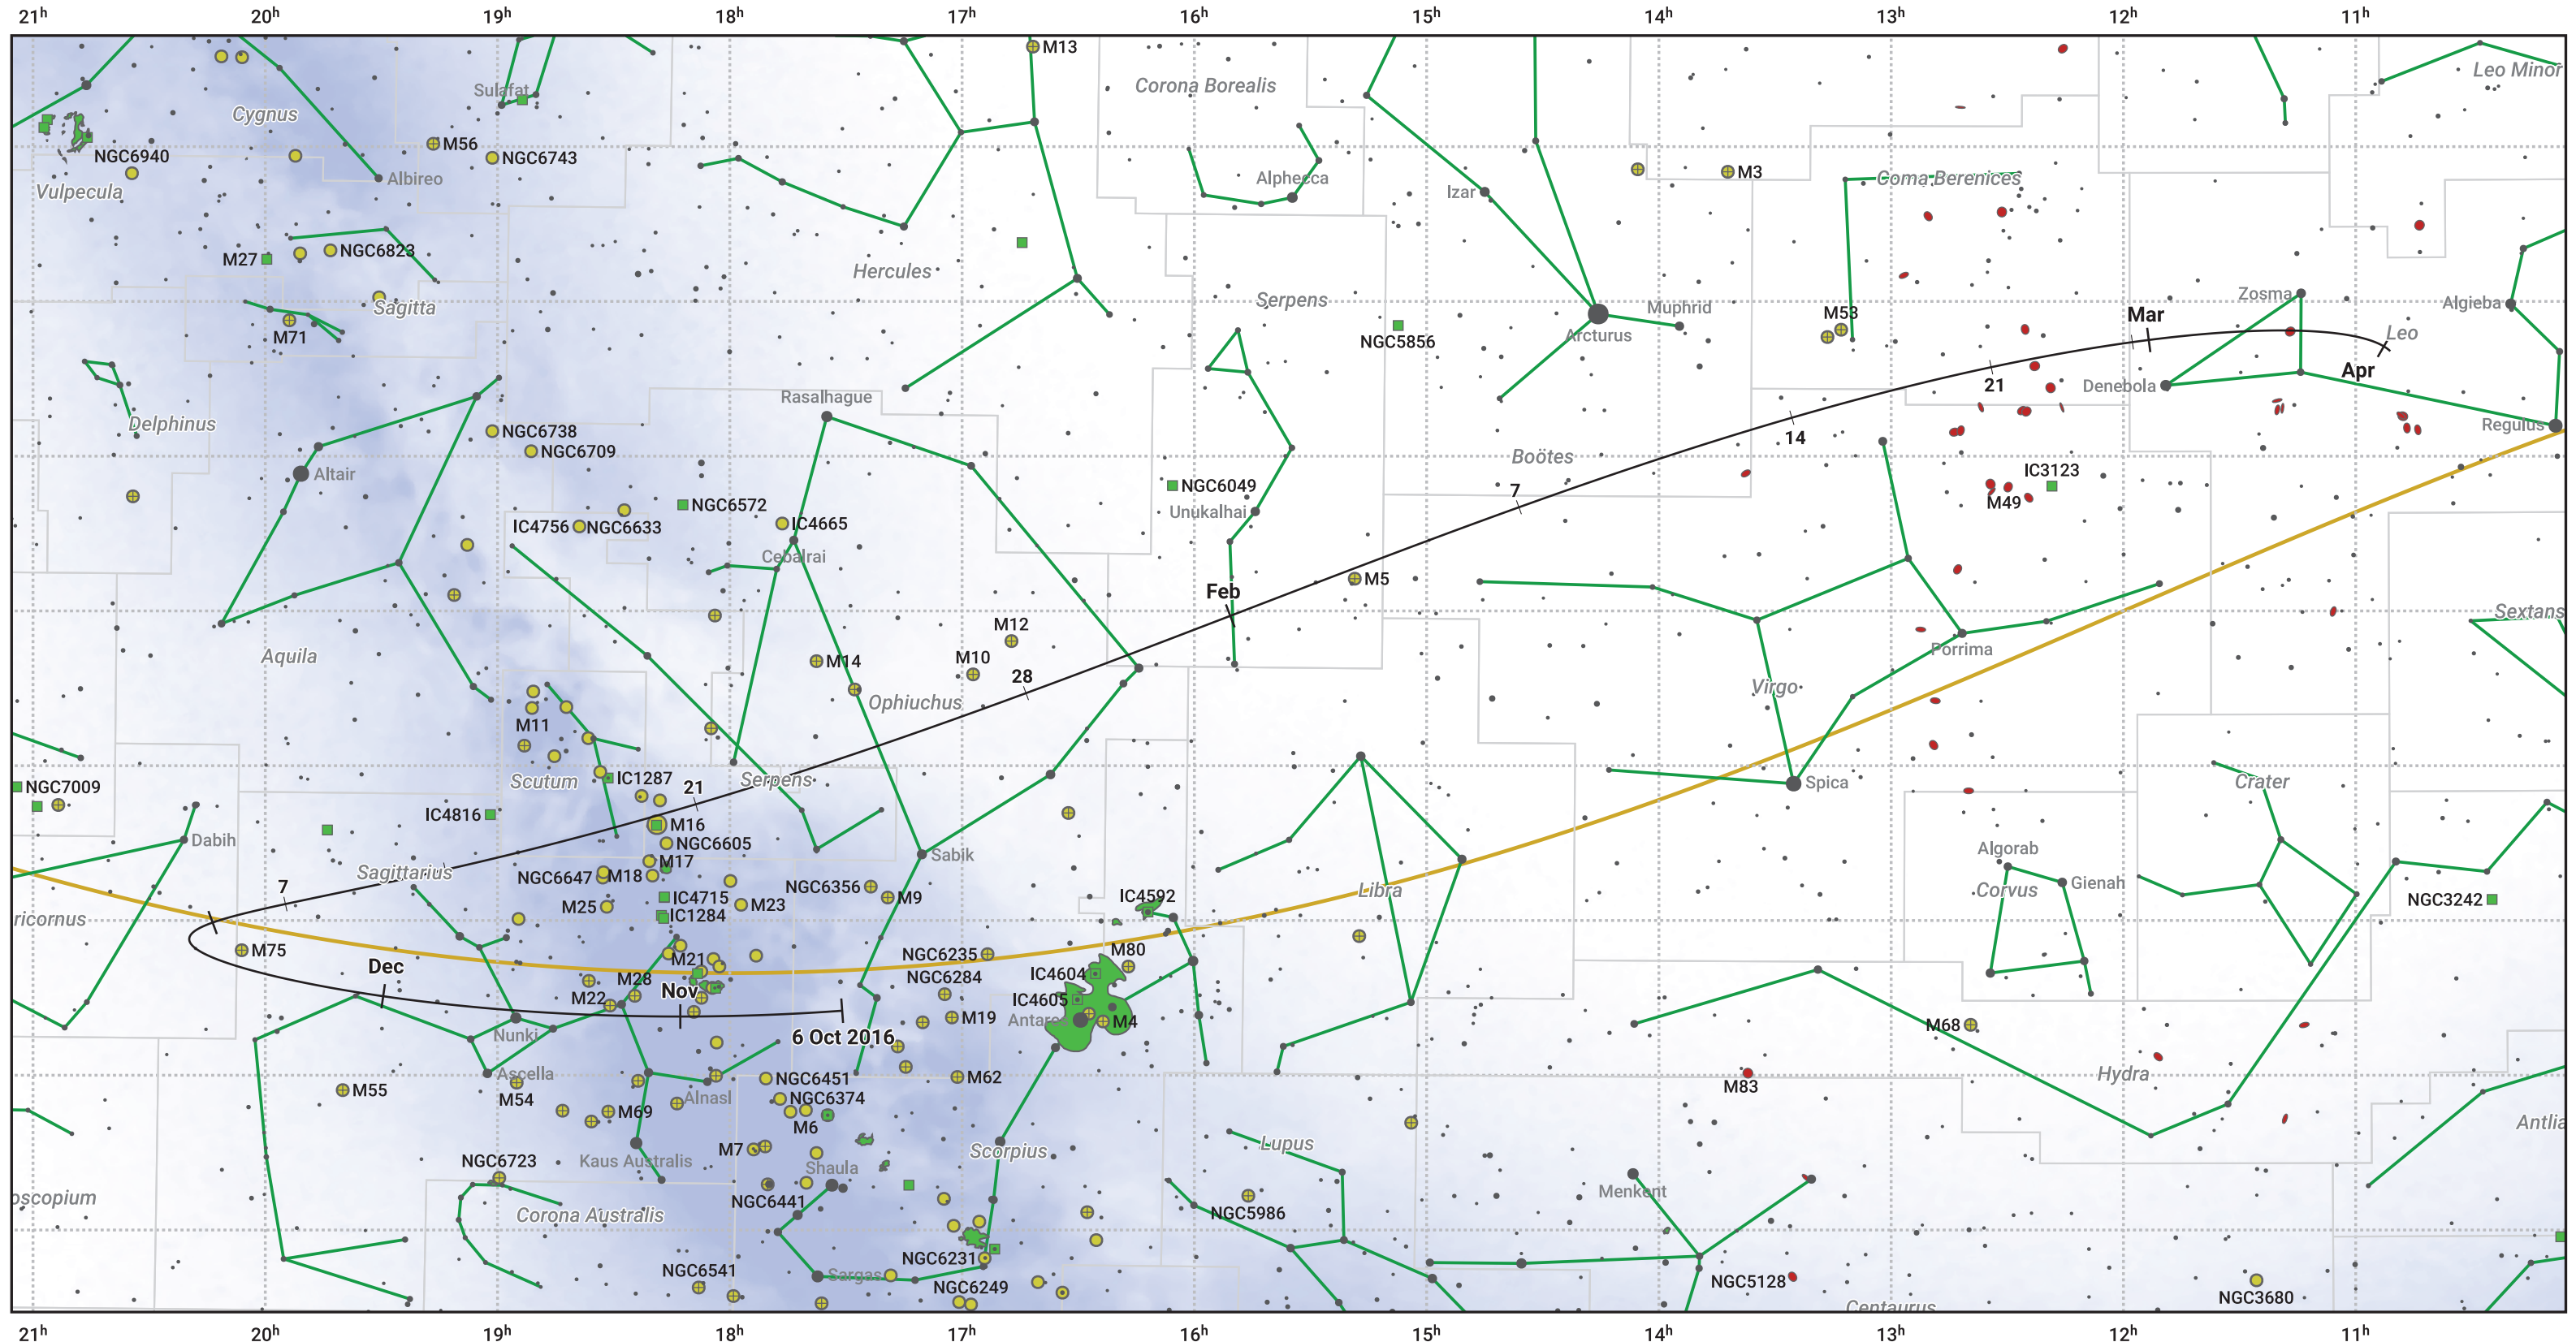 21h 20h 19h 18h 17h 16h 15h 14h 13h 12h 11h
M13
Leo Minor
Corona Borealis
Sulafat
Cygnus
M56
NGC6940
NGC6743
M3
Alphecca
Coma Berenices
Albireo
Vulpecula
Izar
NGC6823
M27
Hercules
Zosma
Serpens
Algieba
Sagitta
Muphrid
M53
Mar
Leo
M71
Arcturus
NGC5856
Apr
21
Denebola
Rasalhague
Delphinus
Regulus
NGC6738
14
NGC6709
Boötes
Altair
IC3123
NGC6049
7
M49
NGC6572
Unukalhai
IC4756
NGC6633
IC4665
Cebalrai
M5
Feb
Sextans
M12
Porrima
Aquila
M10
M14
28
Virgo
Ophiuchus
M11
IC1287
Scutum
Serpens
Crater
Spica
NGC7009
21
IC4816
M16
Dabih
NGC6605
Algorab
Sabik
M17
Sagittarius
NGC6647
M18
7
NGC6356
Gienah
Libra
Corvus
IC4592
M9
IC4715
NGC3242
M25
M23
IC1284
ricornus
M75
M80
NGC6235
M21
Dec
IC4604
NGC6284
M28
Nov
M22
IC4605
M19
Antares
M4
M68
Nunki
6 Oct 2016
Ascella
Hydra
M62
NGC6451
M83
M55
M54
Alnasl
NGC6374
M69
M6
Antlia
Lupus
M7
Scorpius
NGC6723
Kaus Australis
Shaula
Menkent
oscopium
NGC6441
Corona Australis
NGC5986
NGC6231
NGC6541
Sargas
NGC5128
NGC6249
NGC3680
Centaurus
21h 20h 19h 18h 17h 16h 15h 14h 13h 12h 11h